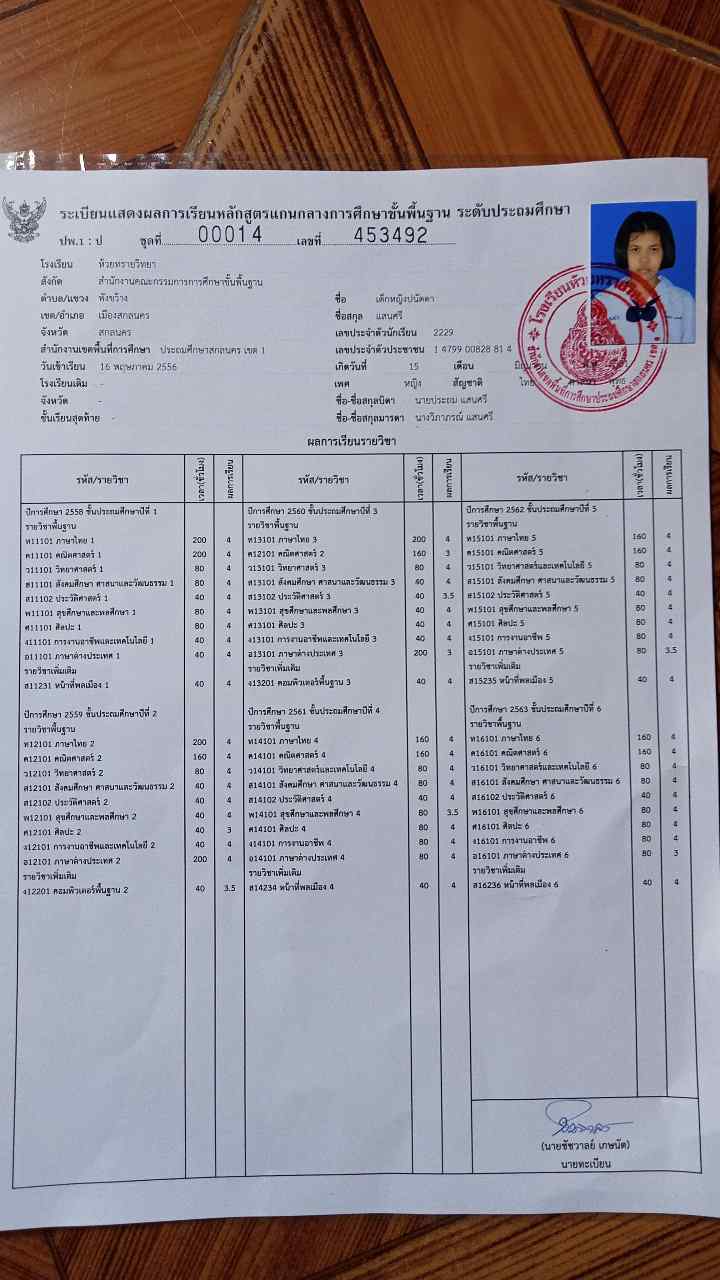 ระเบียนแสดงผลการเรียนหลักสูตรแกนกลางการศึกษาขั้นพื้นฐาน ระดับประถมศึกษา
ปพ.1 : ป ชุดที่ 00014 เลขที่ 453492
โรงเรียน ห้วยทรายวิทยา
สังกัด สำนักงานคณะกรรมการการศึกษาขั้นพื้นฐาน
ตำบล/แขวง พังขว้าง
เขต/อำเภอ เมืองสกลนคร
จังหวัด สกลนคร
สำนักงานเขตพื้นที่การศึกษา ประถมศึกษาสกลนคร เขต 1
วันเข้าเรียน 16 พฤษภาคม 2556
โรงเรียนเดิม -
จังหวัด -
ชั้นเรียนสุดท้าย -
ชื่อ เด็กหญิงปนัดดา
ชื่อสกุล แสนศรี
เลขประจำตัวนักเรียน 2229
เลขประจำตัวประชาชน 1 4799 00828 81 4
เกิดวันที่ 15 เดือน
เพศ หญิง สัญชาติ ไทย ศาสนา พุทธ
ชื่อ-ชื่อสกุลบิดา นายประถม แสนศรี
ชื่อ-ชื่อสกุลมารดา นางวิภาภรณ์ แสนศรี
ผลการเรียนรายวิชา
รหัส/รายวิชา เวลา(ชั่วโมง) ผลการเรียน
ปีการศึกษา 2558 ชั้นประถมศึกษาปีที่ 1
รายวิชาพื้นฐาน
ท11101 ภาษาไทย 1 200 4
ค11101 คณิตศาสตร์ 1 200 4
ว11101 วิทยาศาสตร์ 1 80 4
ส11101 สังคมศึกษา ศาสนาและวัฒนธรรม 1 80 4
ส11102 ประวัติศาสตร์ 1 40 4
พ11101 สุขศึกษาและพลศึกษา 1 80 4
ศ11101 ศิลปะ 1 80 4
ง11101 การงานอาชีพและเทคโนโลยี 1 40 4
อ11101 ภาษาต่างประเทศ 1 40 4
รายวิชาเพิ่มเติม
ส11231 หน้าที่พลเมือง 1 40 4
ปีการศึกษา 2559 ชั้นประถมศึกษาปีที่ 2
รายวิชาพื้นฐาน
ท12101 ภาษาไทย 2 200 4
ค12101 คณิตศาสตร์ 2 160 4
ว12101 วิทยาศาสตร์ 2 80 4
ส12101 สังคมศึกษา ศาสนาและวัฒนธรรม 2 40 4
ส12102 ประวัติศาสตร์ 2 40 4
พ12101 สุขศึกษาและพลศึกษา 2 40 4
ศ12101 ศิลปะ 2 40 3
ง12101 การงานอาชีพและเทคโนโลยี 2 40 4
อ12101 ภาษาต่างประเทศ 2 200 4
รายวิชาเพิ่มเติม
ง12201 คอมพิวเตอร์พื้นฐาน 2 40 3.5
รหัส/รายวิชา เวลา(ชั่วโมง) ผลการเรียน
ปีการศึกษา 2560 ชั้นประถมศึกษาปีที่ 3
รายวิชาพื้นฐาน
ท13101 ภาษาไทย 3 200 4
ค12101 คณิตศาสตร์ 2 160 3
ว13101 วิทยาศาสตร์ 3 80 4
ส13101 สังคมศึกษา ศาสนาและวัฒนธรรม 3 40 4
ส13102 ประวัติศาสตร์ 3 40 3.5
พ13101 สุขศึกษาและพลศึกษา 3 40 4
ศ13101 ศิลปะ 3 40 4
ง13101 การงานอาชีพและเทคโนโลยี 3 40 4
อ13101 ภาษาต่างประเทศ 3 200 3
รายวิชาเพิ่มเติม
ง13201 คอมพิวเตอร์พื้นฐาน 3 40 4
ปีการศึกษา 2561 ชั้นประถมศึกษาปีที่ 4
รายวิชาพื้นฐาน
ท14101 ภาษาไทย 4 160 4
ค14101 คณิตศาสตร์ 4 160 4
ว14101 วิทยาศาสตร์และเทคโนโลยี 4 80 4
ส14101 สังคมศึกษา ศาสนาและวัฒนธรรม 4 80 4
ส14102 ประวัติศาสตร์ 4 40 4
พ14101 สุขศึกษาและพลศึกษา 4 80 3.5
ศ14101 ศิลปะ 4 80 4
ง14101 การงานอาชีพ 4 80 4
อ14101 ภาษาต่างประเทศ 4 80 4
รายวิชาเพิ่มเติม
ส14234 หน้าที่พลเมือง 4 40 4
รหัส/รายวิชา เวลา(ชั่วโมง) ผลการเรียน
ปีการศึกษา 2562 ชั้นประถมศึกษาปีที่ 5
รายวิชาพื้นฐาน
ท15101 ภาษาไทย 5 160 4
ค15101 คณิตศาสตร์ 5 160 4
ว15101 วิทยาศาสตร์และเทคโนโลยี 5 80 4
ส15101 สังคมศึกษา ศาสนาและวัฒนธรรม 5 80 4
ส15102 ประวัติศาสตร์ 5 40 4
พ15101 สุขศึกษาและพลศึกษา 5 80 4
ศ15101 ศิลปะ 5 80 4
ง15101 การงานอาชีพ 5 80 4
อ15101 ภาษาต่างประเทศ 5 80 3.5
รายวิชาเพิ่มเติม
ส15235 หน้าที่พลเมือง 5 40 4
ปีการศึกษา 2563 ชั้นประถมศึกษาปีที่ 6
รายวิชาพื้นฐาน
ท16101 ภาษาไทย 6 160 4
ค16101 คณิตศาสตร์ 6 160 4
ว16101 วิทยาศาสตร์และเทคโนโลยี 6 80 4
ส16101 สังคมศึกษา ศาสนาและวัฒนธรรม 6 80 4
ส16102 ประวัติศาสตร์ 6 40 4
พ16101 สุขศึกษาและพลศึกษา 6 80 4
ศ16101 ศิลปะ 6 80 4
ง16101 การงานอาชีพ 6 80 4
อ16101 ภาษาต่างประเทศ 6 80 3
รายวิชาเพิ่มเติม
ส16236 หน้าที่พลเมือง 6 40 4
(นายชัชวาลย์ เกษนัด)
นายทะเบียน